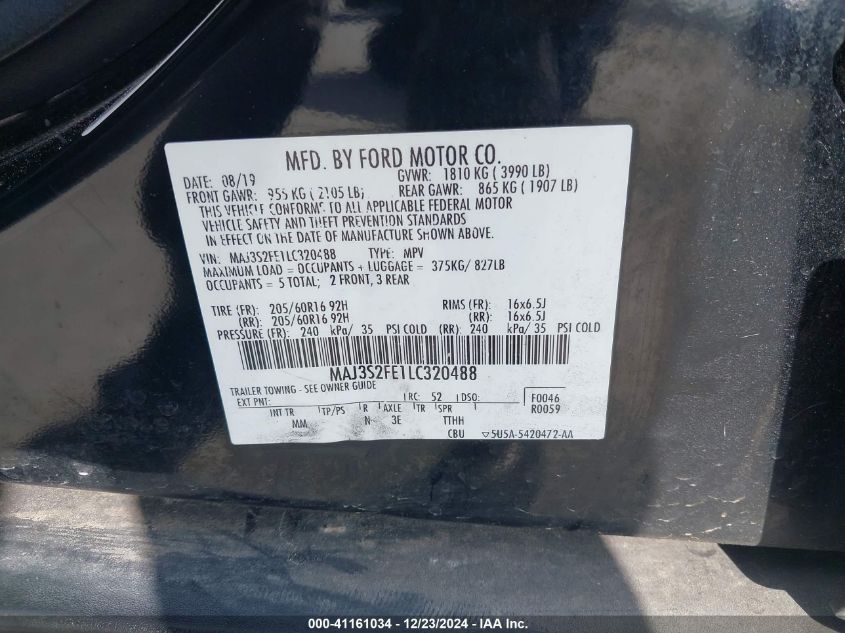 MFD. BY FORD MOTOR CO.
DATE: 08/19 GVWR: 1810 KG ( 3990 LB)
FRONT GAWR: 955 KG ( 2105 LB) REAR GAWR: 865 KG ( 1907 LB)
THIS VEHICLE CONFORMS TO ALL APPLICABLE FEDERAL MOTOR
VEHICLE SAFETY AND THEFT PREVENTION STANDARDS
IN EFFECT ON THE DATE OF MANUFACTURE SHOWN ABOVE.
VIN: MAJ3S2FE1LC320488 TYPE: MPV
MAXIMUM LOAD = OCCUPANTS + LUGGAGE = 375KG/ 827LB
OCCUPANTS = 5 TOTAL; 2 FRONT, 3 REAR
TIRE (FR): 205/60R16 92H RIMS (FR): 16x6.5J
(RR): 205/60R16 92H (RR): 16x6.5J
PRESSURE (FR): 240 kPa/ 35 PSI COLD (RR): 240 kPa/ 35 PSI COLD
MAJ3S2FE1LC320488
TRAILER TOWING - SEE OWNER GUIDE
EXT PNT: RC: 52 DSO: F0046
INT TR TP/PS R AXLE TR SPR R0059
MM N 3E TTHH
CBU ▽5U5A-5420472-AA
000-41161034 - 12/23/2024 - IAAI.com